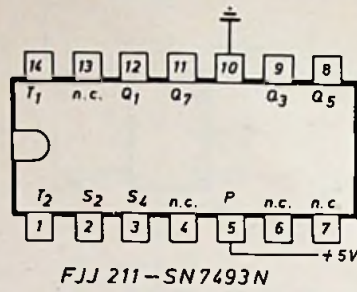 14 13 12 11 10 9 8
T1 n.c. Q1 Q7 Q3 Q5
T2 S2 S4 n.c. P n.c. n.c
1 2 3 4 5 6 7
+5V
FJJ 211-SN7493N